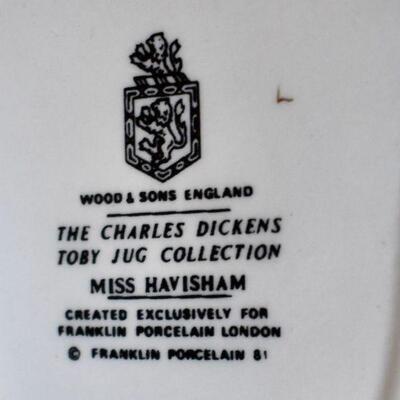 WOOD & SONS ENGLAND
THE CHARLES DICKENS
TOBY JUG COLLECTION
MISS HAVISHAM
CREATED EXCLUSIVELY FOR
FRANKLIN PORCELAIN LONDON
© FRANKLIN PORCELAIN 81